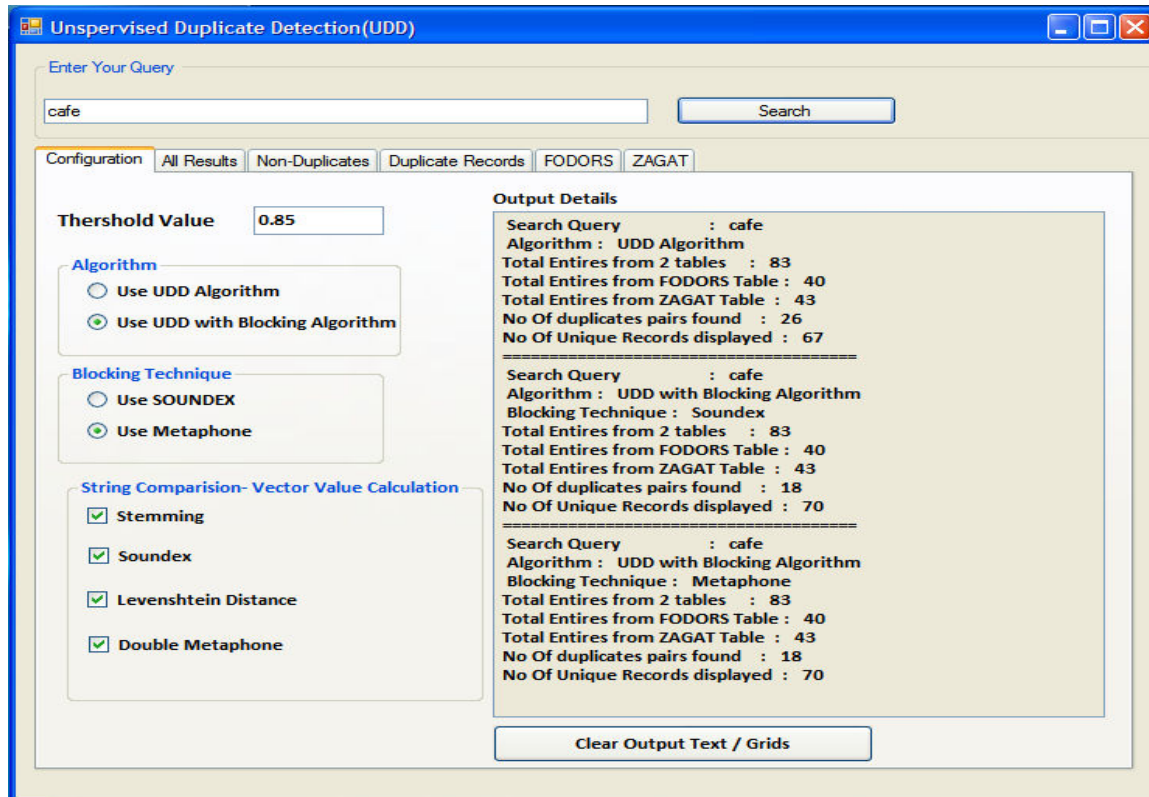 Unspervised Duplicate Detection(UDD)
Enter Your Query
cafe
Search
Configuration All Results Non-Duplicates Duplicate Records FODORS ZAGAT
Thershold Value 0.85
Algorithm
Use UDD Algorithm
Use UDD with Blocking Algorithm
Blocking Technique
Use SOUNDEX
Use Metaphone
String Comparision- Vector Value Calculation
Stemming
Soundex
Levenshtein Distance
Double Metaphone
Output Details
Search Query : cafe
Algorithm : UDD Algorithm
Total Entires from 2 tables : 83
Total Entires from FODORS Table : 40
Total Entires from ZAGAT Table : 43
No Of duplicates pairs found : 26
No Of Unique Records displayed : 67
======================================
Search Query : cafe
Algorithm : UDD with Blocking Algorithm
Blocking Technique : Soundex
Total Entires from 2 tables : 83
Total Entires from FODORS Table : 40
Total Entires from ZAGAT Table : 43
No Of duplicates pairs found : 18
No Of Unique Records displayed : 70
======================================
Search Query : cafe
Algorithm : UDD with Blocking Algorithm
Blocking Technique : Metaphone
Total Entires from 2 tables : 83
Total Entires from FODORS Table : 40
Total Entires from ZAGAT Table : 43
No Of duplicates pairs found : 18
No Of Unique Records displayed : 70
Clear Output Text / Grids